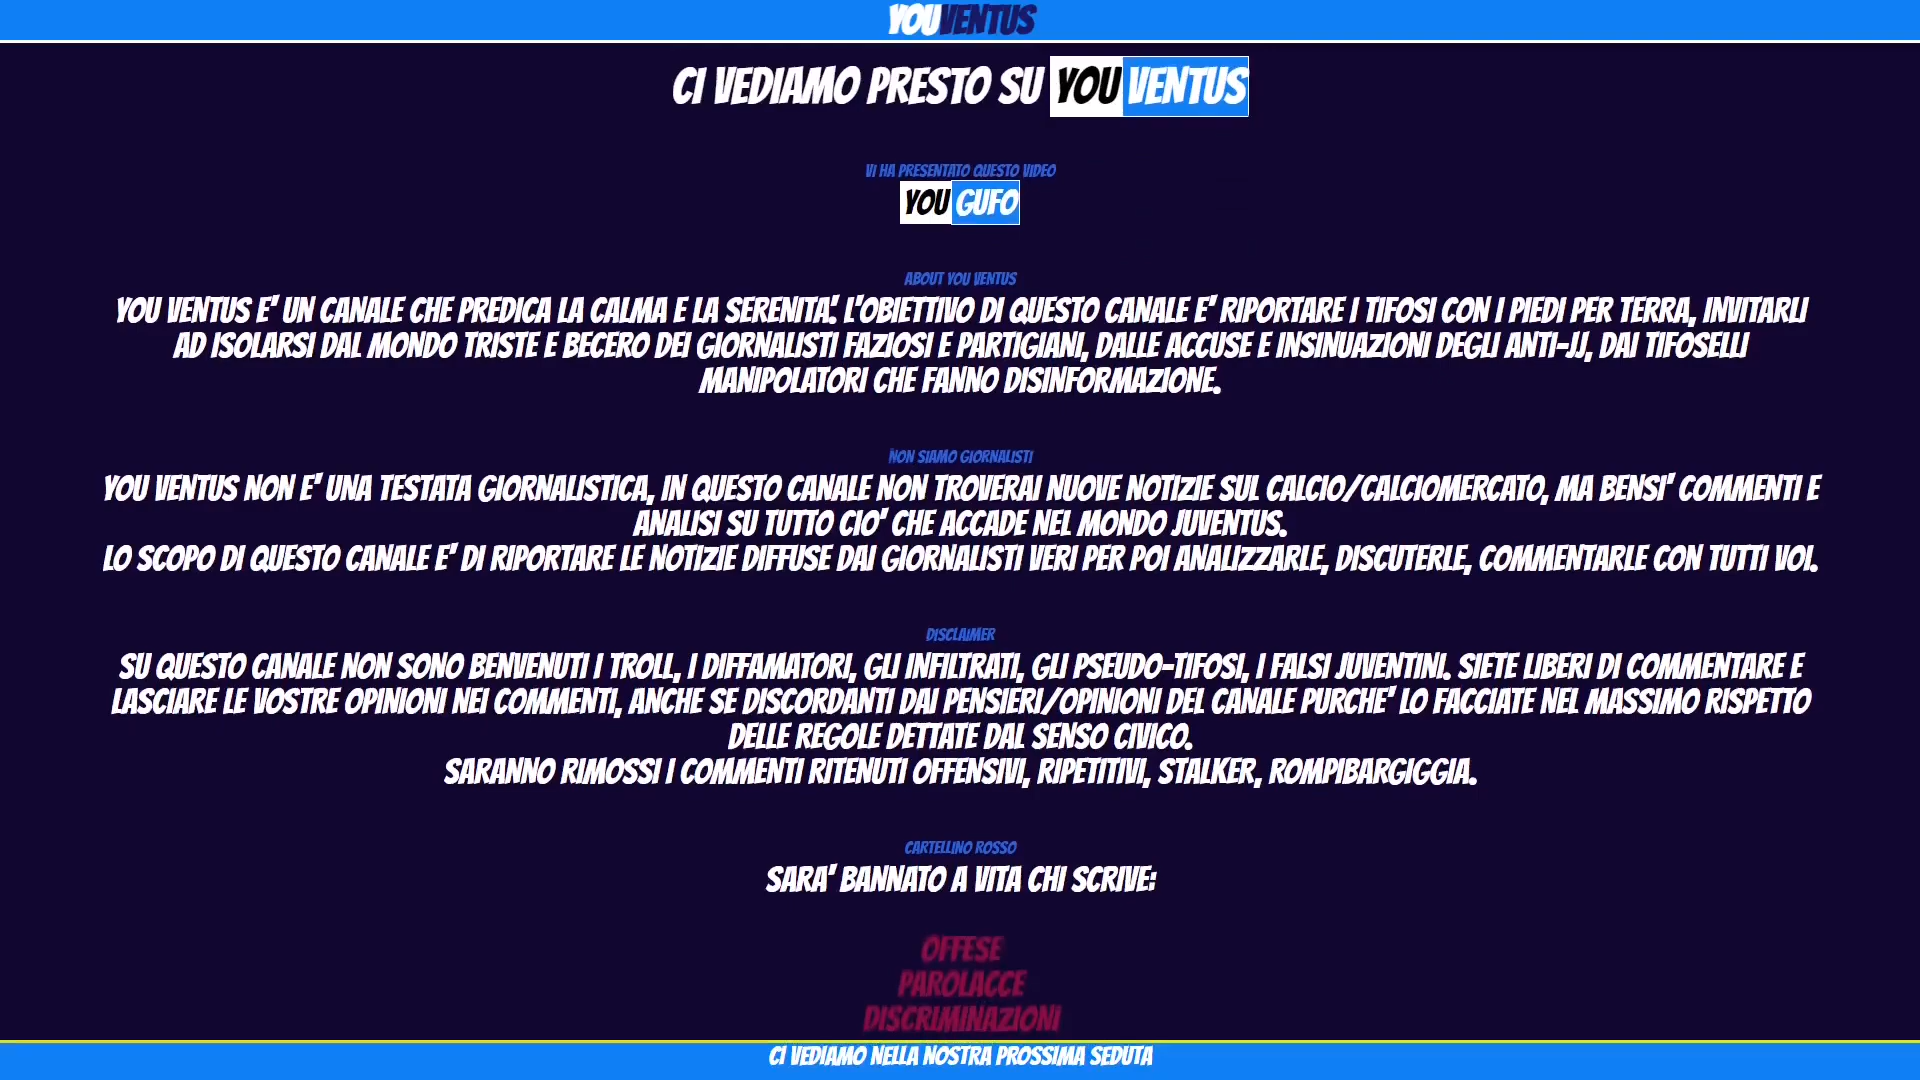 YOUVENTUS
CI VEDIAMO PRESTO SU YOU VENTUS
VI HA PRESENTATO QUESTO VIDEO
YOU GUFO
ABOUT YOU VENTUS
YOU VENTUS E' UN CANALE CHE PREDICA LA CALMA E LA SERENITA'. L'OBIETTIVO DI QUESTO CANALE E' RIPORTARE I TIFOSI CON I PIEDI PER TERRA, INVITARLI
AD ISOLARSI DAL MONDO TRISTE E BECERO DEI GIORNALISTI FAZIOSI E PARTIGIANI, DALLE ACCUSE E INSINUAZIONI DEGLI ANTI-JJ, DAI TIFOSELLI
MANIPOLATORI CHE FANNO DISINFORMAZIONE.
NON SIAMO GIORNALISTI
YOU VENTUS NON E' UNA TESTATA GIORNALISTICA, IN QUESTO CANALE NON TROVERAI NUOVE NOTIZIE SUL CALCIO/CALCIOMERCATO, MA BENSI' COMMENTI E
ANALISI SU TUTTO CIO' CHE ACCADE NEL MONDO JUVENTUS.
LO SCOPO DI QUESTO CANALE E' DI RIPORTARE LE NOTIZIE DIFFUSE DAI GIORNALISTI VERI PER POI ANALIZZARLE, DISCUTERLE, COMMENTARLE CON TUTTI VOI.
DISCLAIMER
SU QUESTO CANALE NON SONO BENVENUTI I TROLL, I DIFFAMATORI, GLI INFILTRATI, GLI PSEUDO-TIFOSI, I FALSI JUVENTINI. SIETE LIBERI DI COMMENTARE E
LASCIARE LE VOSTRE OPINIONI NEI COMMENTI, ANCHE SE DISCORDANTI DAI PENSIERI/OPINIONI DEL CANALE PURCHE' LO FACCIATE NEL MASSIMO RISPETTO
DELLE REGOLE DETTATE DAL SENSO CIVICO.
SARANNO RIMOSSI I COMMENTI RITENUTI OFFENSIVI, RIPETITIVI, STALKER, ROMPIBARGIGGIA.
CARTELLINO ROSSO
SARA' BANNATO A VITA CHI SCRIVE:
OFFESE
PAROLACCE
DISCRIMINAZIONI
CI VEDIAMO NELLA NOSTRA PROSSIMA SEDUTA